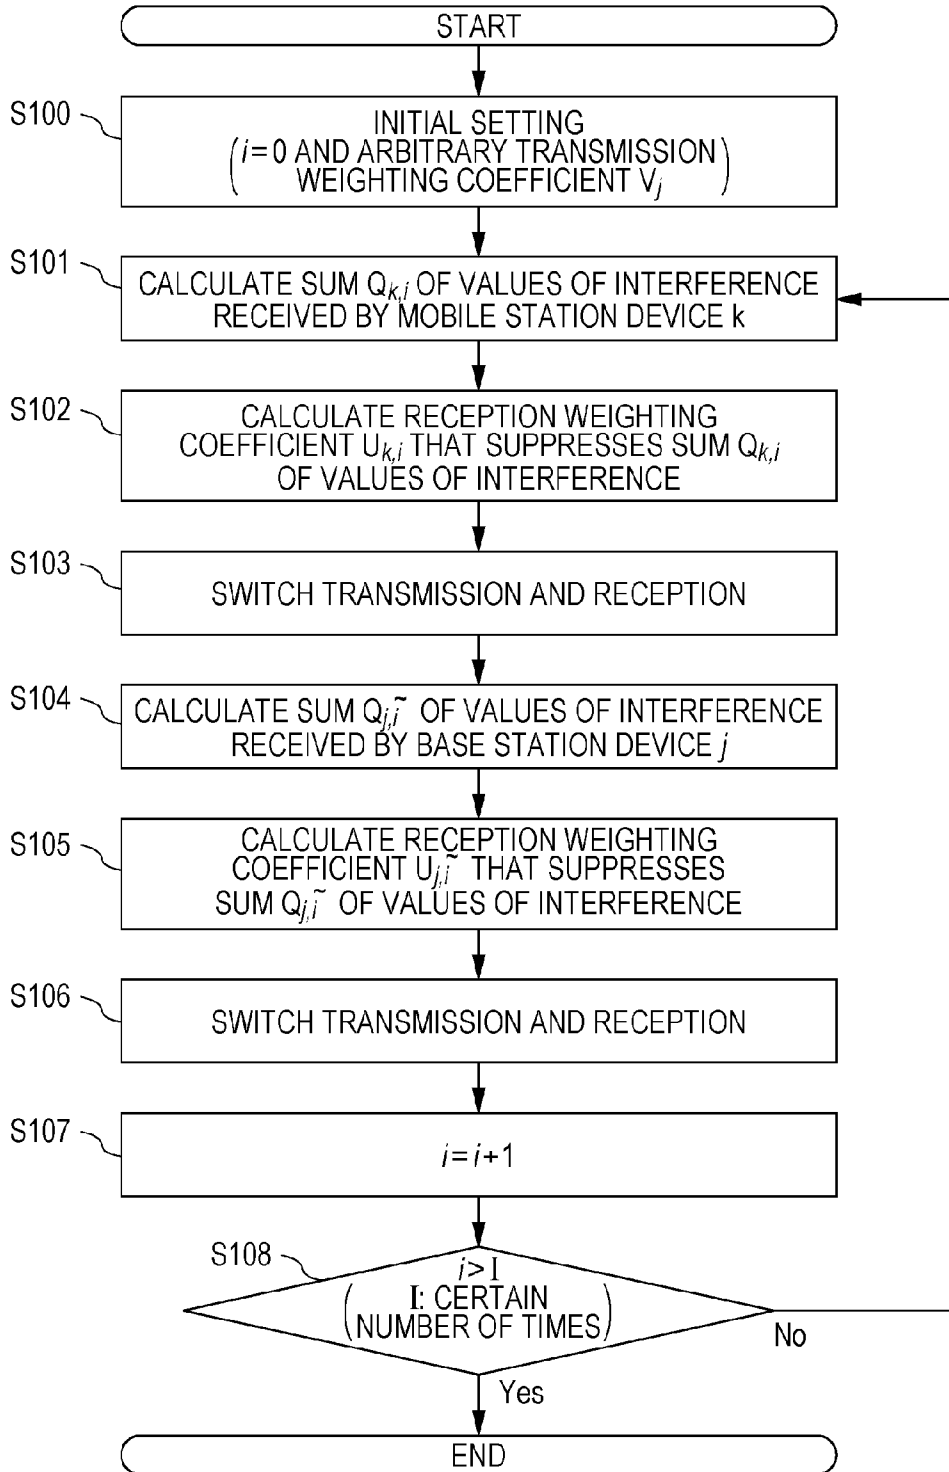 START
S100
INITIAL SETTING
(i=0 AND ARBITRARY TRANSMISSION
WEIGHTING COEFFICIENT Vj)
S101
CALCULATE SUM Qk,i OF VALUES OF INTERFERENCE
RECEIVED BY MOBILE STATION DEVICE k
S102
CALCULATE RECEPTION WEIGHTING
COEFFICIENT Uk,i THAT SUPPRESSES SUM Qk,i
OF VALUES OF INTERFERENCE
S103
SWITCH TRANSMISSION AND RECEPTION
S104
CALCULATE SUM Qj,i~ OF VALUES OF INTERFERENCE
RECEIVED BY BASE STATION DEVICE j
S105
CALCULATE RECEPTION WEIGHTING
COEFFICIENT Uj,i~ THAT SUPPRESSES
SUM Qj,i~ OF VALUES OF INTERFERENCE
S106
SWITCH TRANSMISSION AND RECEPTION
S107
i=i+1
S108
i>I
(I: CERTAIN
NUMBER OF TIMES)
No
Yes
END